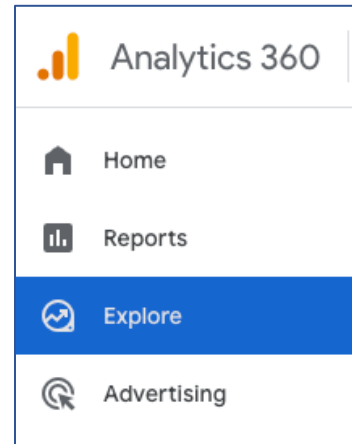 Analytics 360
Home
Reports
Explore
Advertising